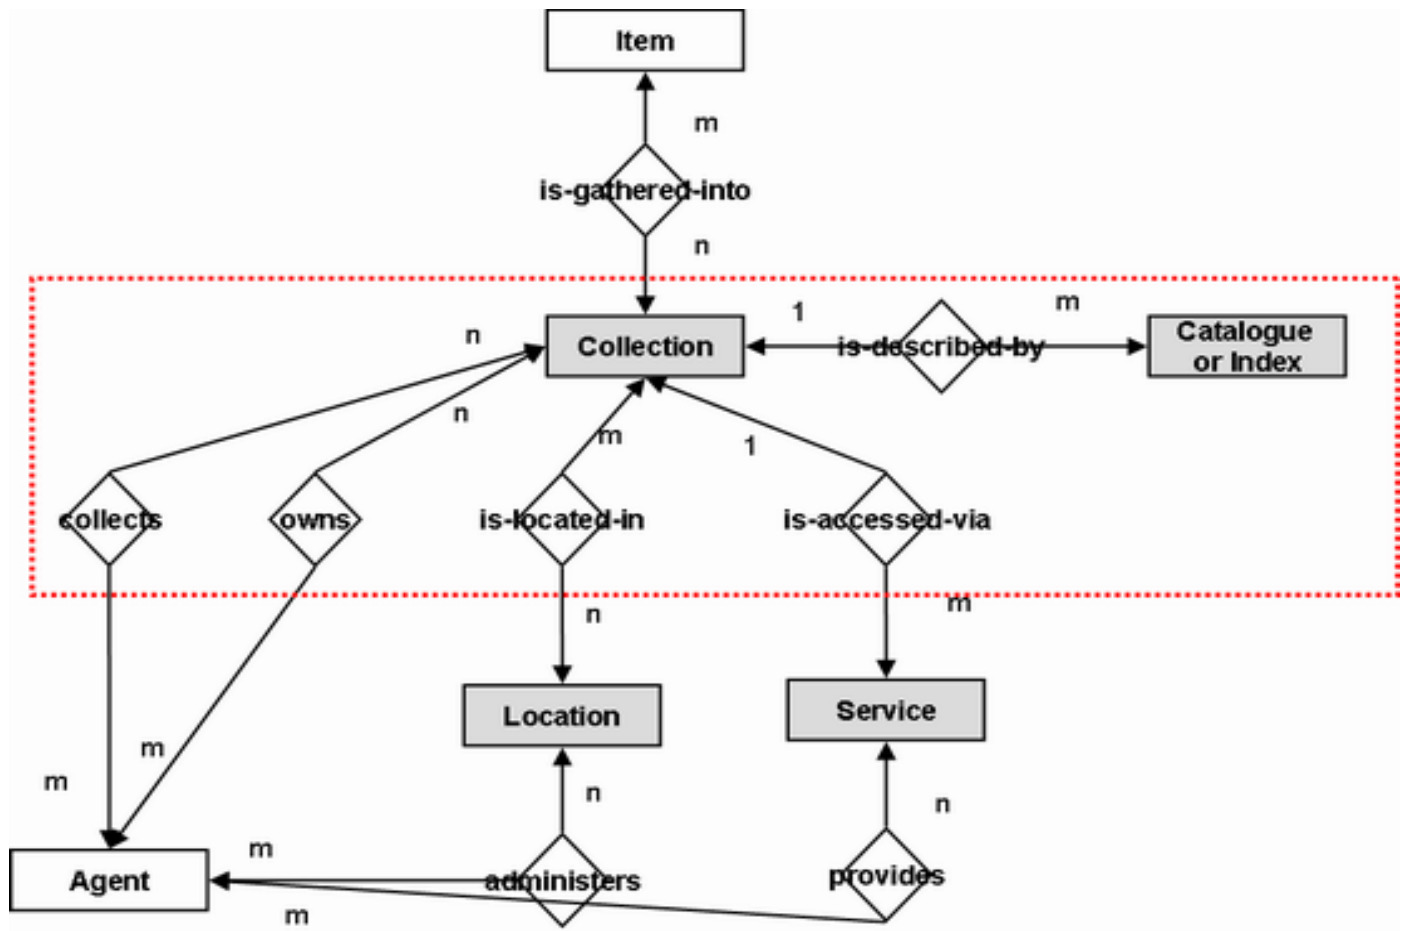 Item
m
is-gathered-into
n
1
m
n
Collection
is-described-by
Catalogue
or Index
n
m
1
collects
owns
is-located-in
is-accessed-via
m
n
Location
Service
m
m
n
n
m
Agent
administers
provides
m